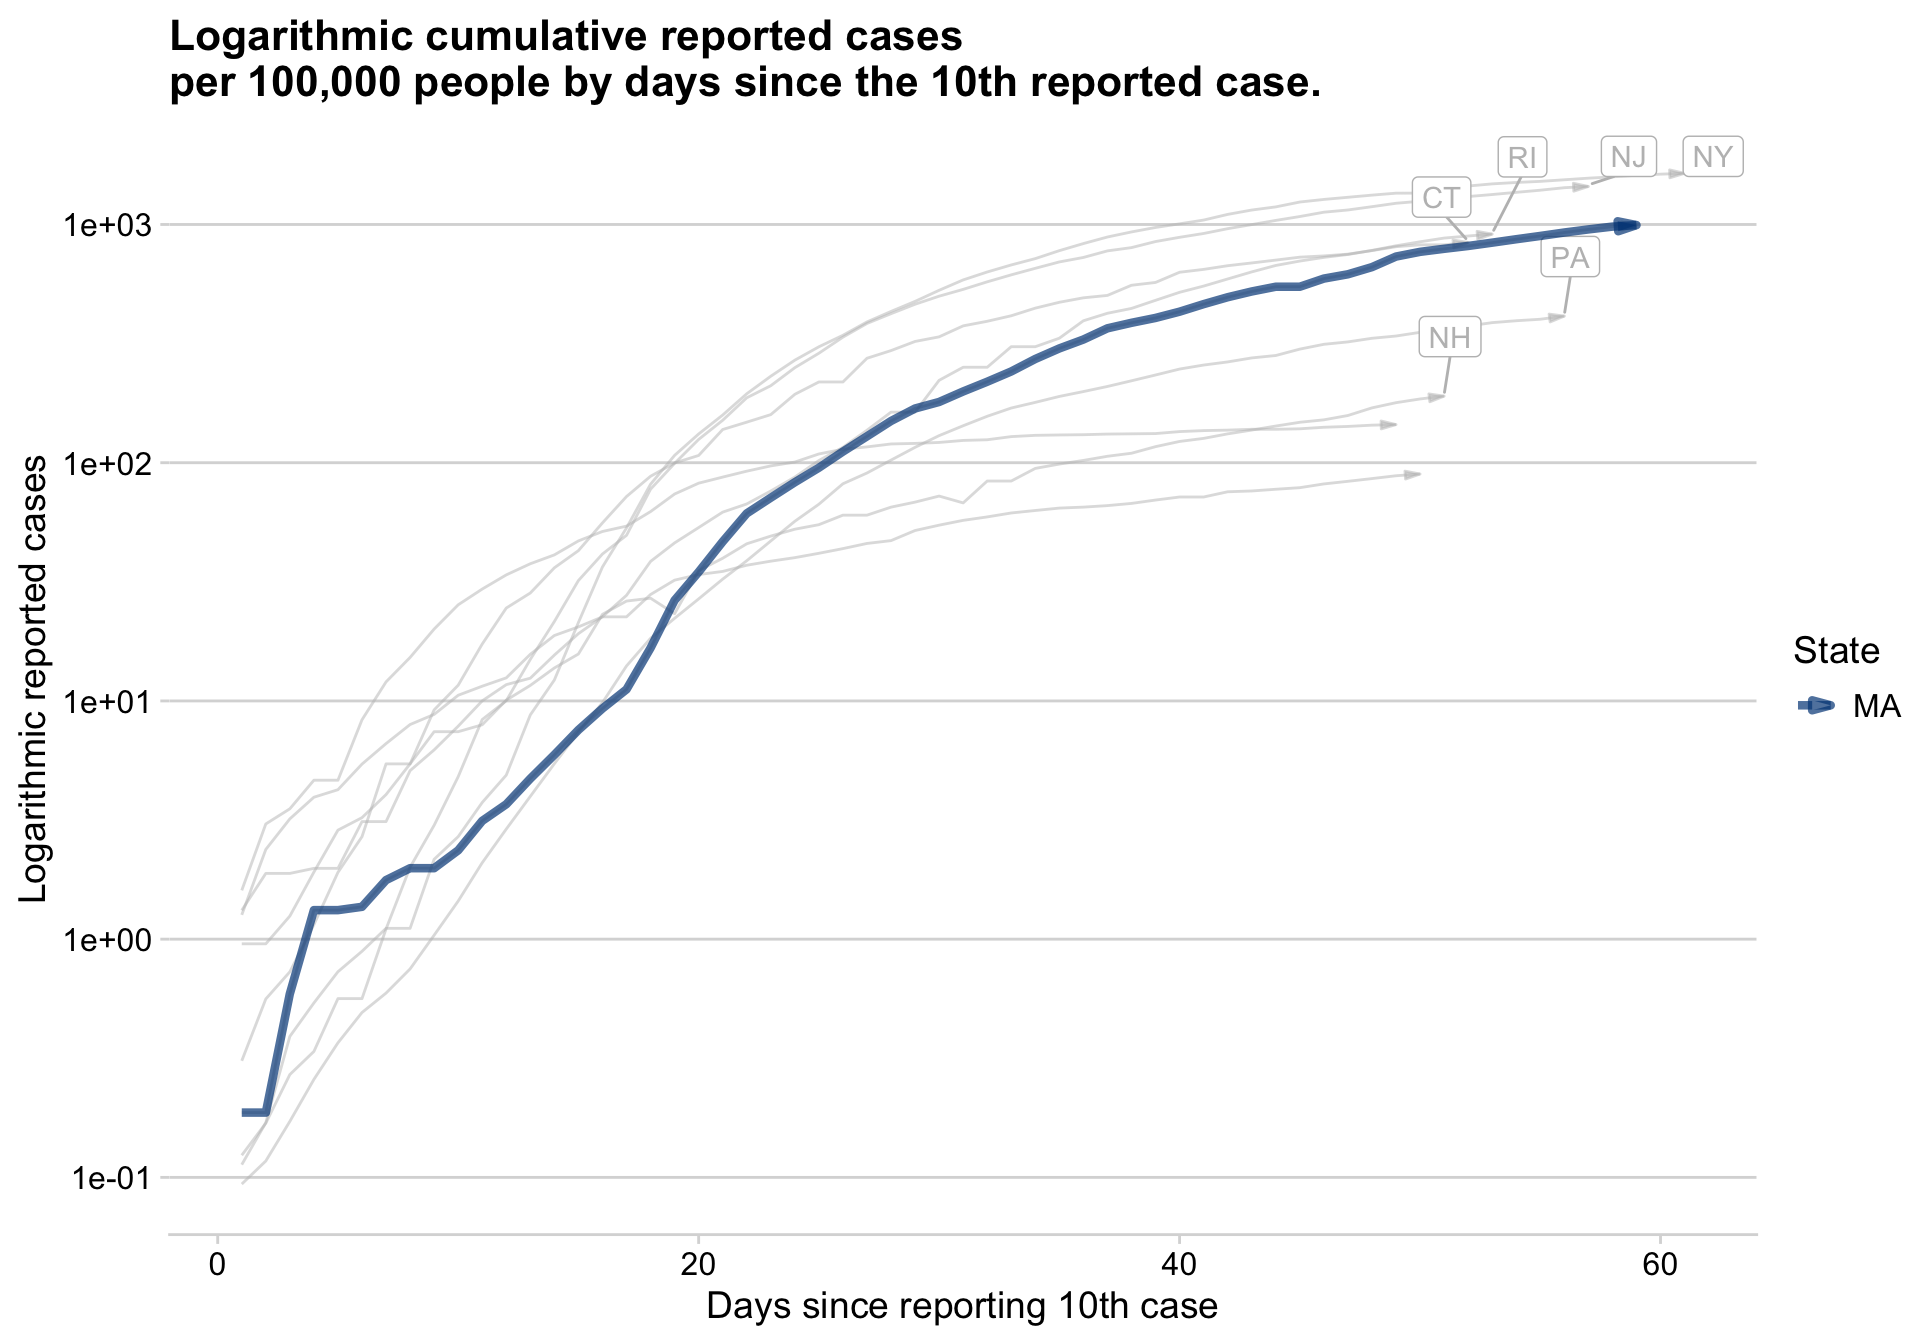 Logarithmic cumulative reported cases
per 100,000 people by days since the 10th reported case.
RI
NJ
NY
CT
1e+03
PA
NH
1e+02
Logarithmic reported cases
State
1e+01
MA
1e+00
1e-01
0
20
40
60
Days since reporting 10th case